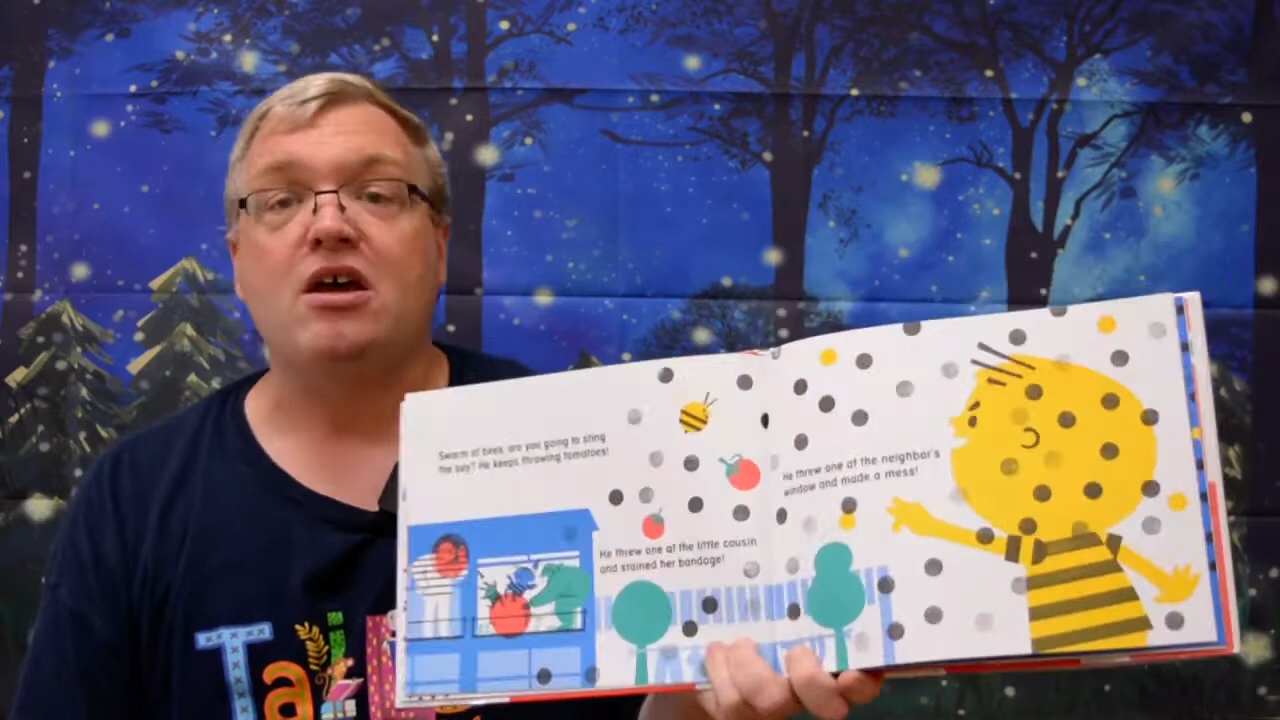 Swarm of bees, are you going to sting
the boy? He keeps throwing tomatoes!
He threw one at the little cousin
and stained her bandage!
He threw one at the neighbor's
window and made a mess!
Tail